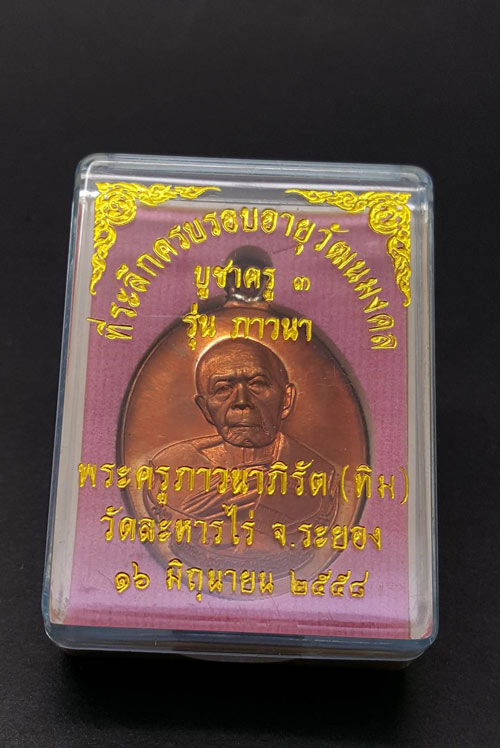 ที่ระลึกครบรอบอายุวัฒนมงคล
บูชาครู ๓
รุ่น ภาวนา
พระครูภาวนาภิรัต (ทิม)
วัดละหารไร่ จ.ระยอง
๑๖ มิถุนายน ๒๕๕๘